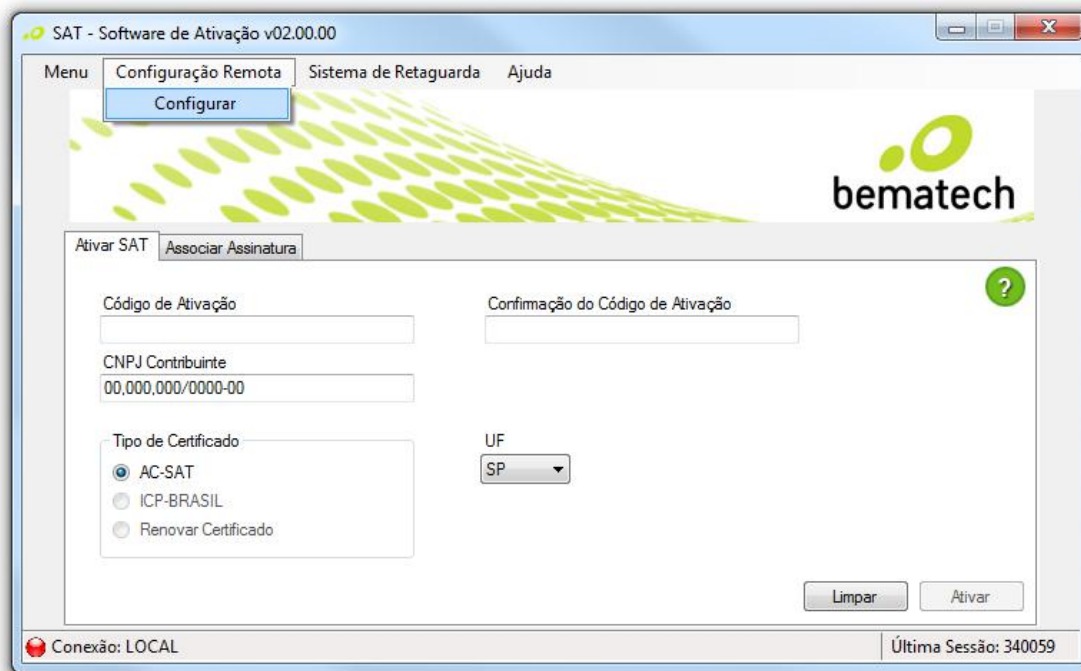 SAT - Software de Ativação v02.00.00
Menu Configuração Remota Sistema de Retaguarda Ajuda
Configurar
bematech
Ativar SAT Associar Assinatura
?
Código de Ativação Confirmação do Código de Ativação
CNPJ Contribuinte
00,000,000/0000-00
Tipo de Certificado UF
AC-SAT SP
ICP-BRASIL
Renovar Certificado
Limpar Ativar
Conexão: LOCAL Última Sessão: 340059